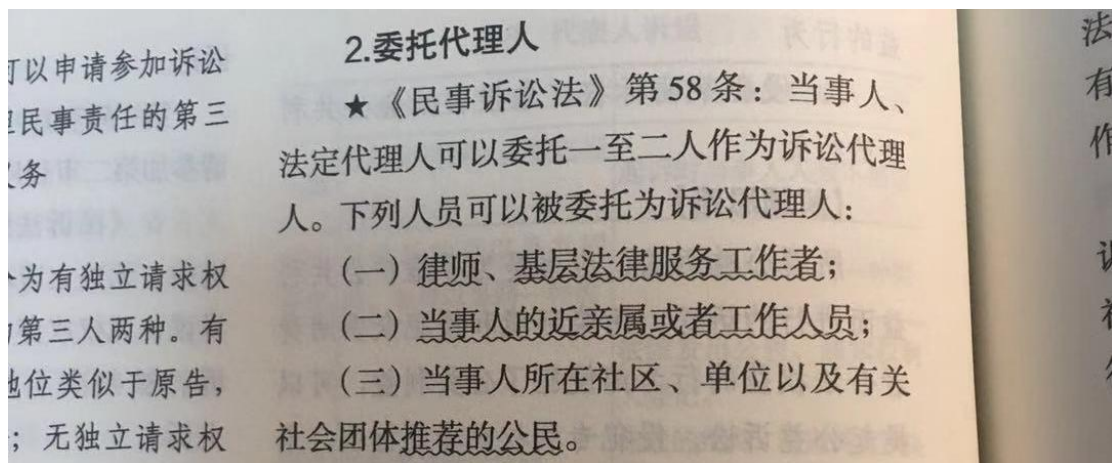 可以申请参加诉讼
民事责任的第三
务
为有独立请求权
第三人两种。有
地位类似于原告，
；无独立请求权
2.委托代理人
★《民事诉讼法》第58条：当事人、
法定代理人可以委托一至二人作为诉讼代理
人。下列人员可以被委托为诉讼代理人：
（一）律师、基层法律服务工作者；
（二）当事人的近亲属或者工作人员；
（三）当事人所在社区、单位以及有关
社会团体推荐的公民。
法
有
作